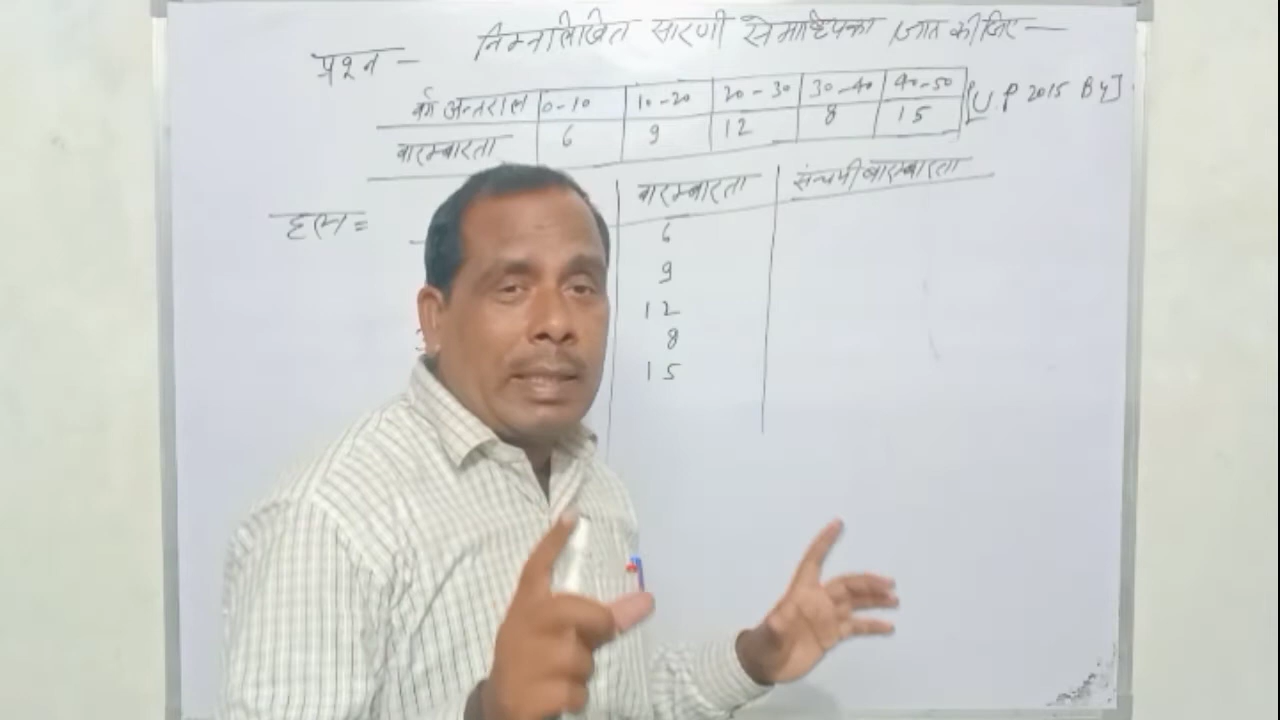 प्रश्न — निम्नलिखित सारणी से माध्यिका ज्ञात कीजिए —
वर्ग अन्तराल 0-10 10-20 20-30 30-40 40-50 [U.P 2015 By]
बारम्बारता 6 9 12 8 15
हल= बारम्बारता संचयी बारम्बारता
6
9
12
8
15